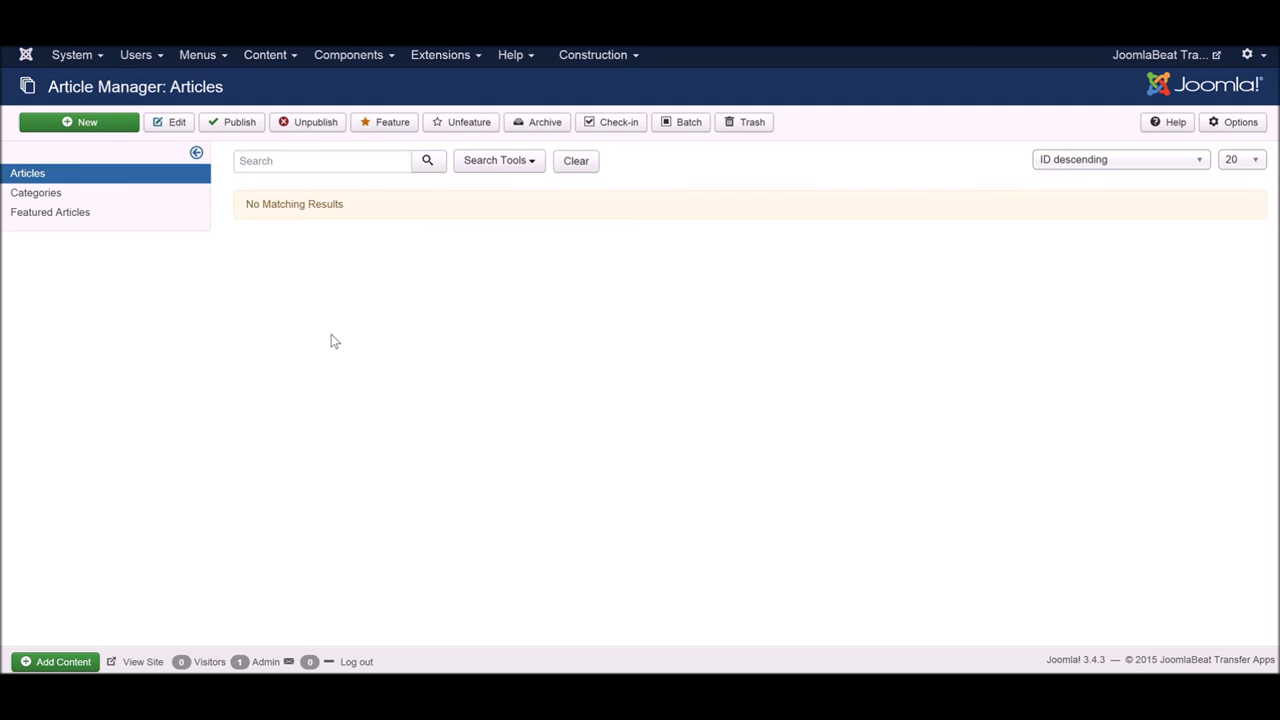 System Users Menus Content Components Extensions Help Construction JoomlaBeat Tra...
Article Manager: Articles Joomla!®
New Edit Publish Unpublish Feature Unfeature Archive Check-in Batch Trash Help Options
Search Search Tools Clear ID descending 20
Articles
Categories
Featured Articles
No Matching Results
Add Content View Site 0 Visitors 1 Admin 0 Log out Joomla! 3.4.3 — © 2015 JoomlaBeat Transfer Apps